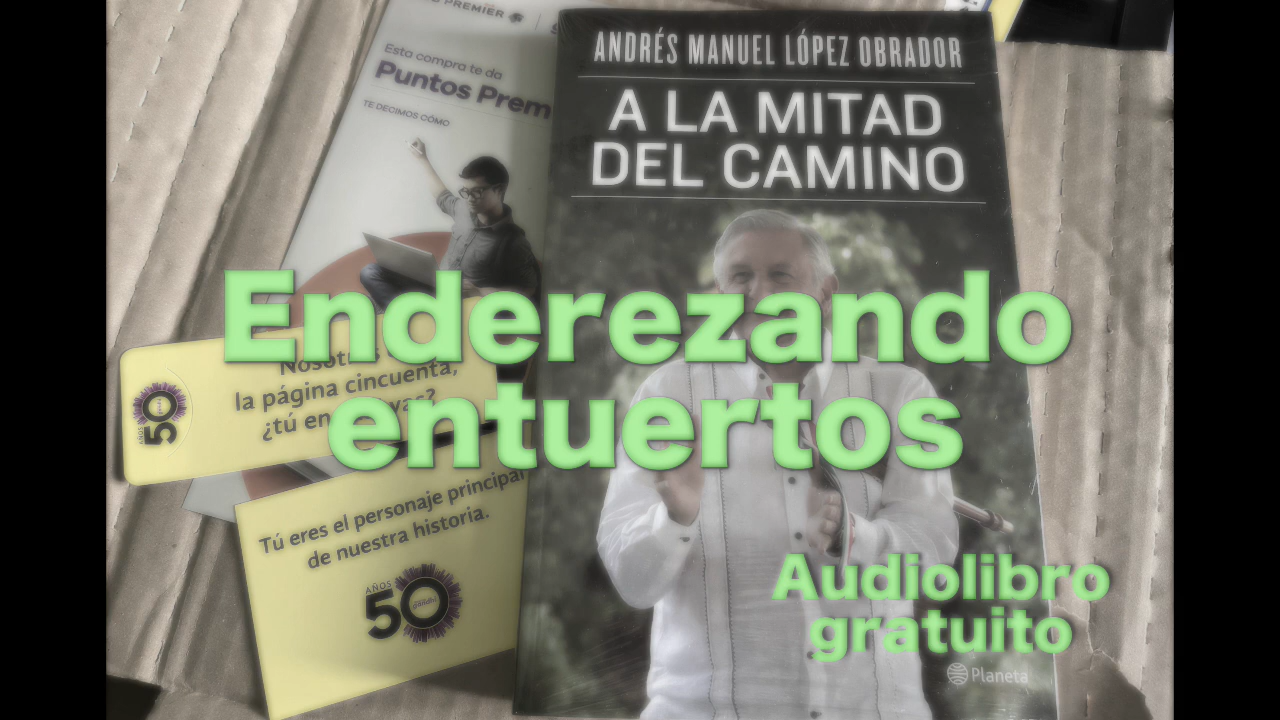 PREMIER
Esta compra te da
Puntos Prem
TE DECIMOS CÓMO
ANDRÉS MANUEL LÓPEZ OBRADOR
A LA MITAD
DEL CAMINO
Enderezando
entuertos
la página cincuenta,
¿tú en
Tú eres el personaje principal
de nuestra historia.
AÑOS
50
50
Audiolibro
gratuito
Planeta